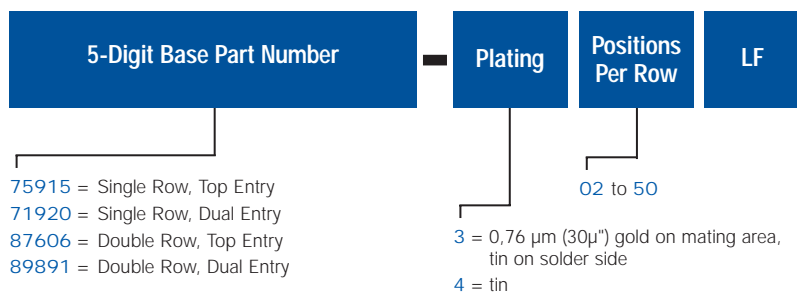 5-Digit Base Part Number - Plating Positions Per Row LF
75915 = Single Row, Top Entry
71920 = Single Row, Dual Entry
87606 = Double Row, Top Entry
89891 = Double Row, Dual Entry
3 = 0,76 µm (30µ") gold on mating area,
tin on solder side
4 = tin
02 to 50